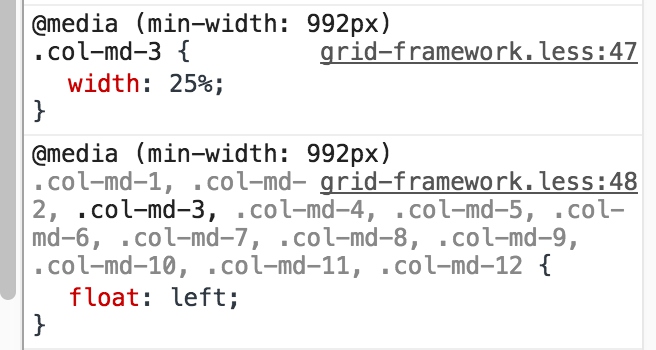 @media (min-width: 992px)
.col-md-3 { grid-framework.less:47
width: 25%;
}
@media (min-width: 992px)
.col-md-1, .col-md- grid-framework.less:48
2, .col-md-3, .col-md-4, .col-md-5, .col-
md-6, .col-md-7, .col-md-8, .col-md-9,
.col-md-10, .col-md-11, .col-md-12 {
float: left;
}